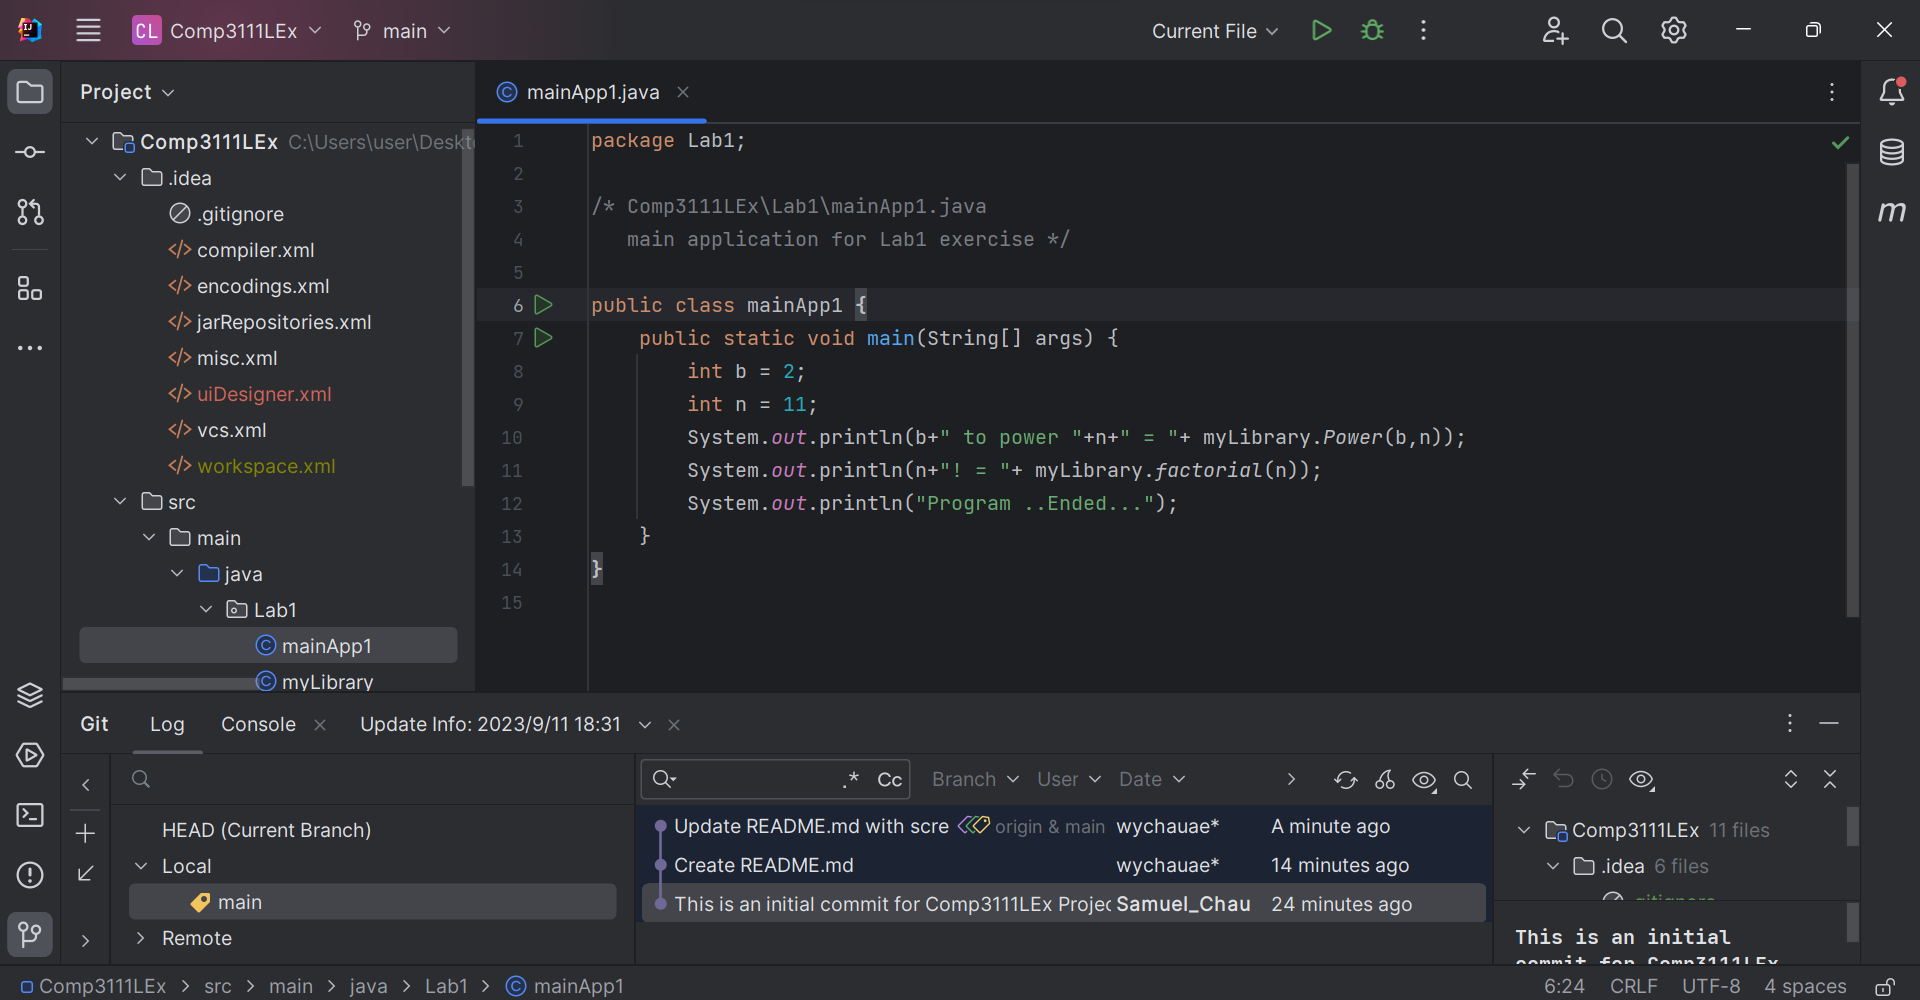 CL Comp3111LEx main Current File
Project
mainApp1.java
Comp3111LEx C:\Users\user\Deskt
.idea
.gitignore
compiler.xml
encodings.xml
jarRepositories.xml
misc.xml
uiDesigner.xml
vcs.xml
workspace.xml
src
main
java
Lab1
mainApp1
myLibrary
1 package Lab1;
2
3 /* Comp3111LEx\Lab1\mainApp1.java
4 main application for Lab1 exercise */
5
6 public class mainApp1 {
7 public static void main(String[] args) {
8 int b = 2;
9 int n = 11;
10 System.out.println(b+" to power "+n+" = "+ myLibrary.Power(b,n));
11 System.out.println(n+"! = "+ myLibrary.factorial(n));
12 System.out.println("Program ..Ended...");
13 }
14 }
15
m
Git Log Console Update Info: 2023/9/11 18:31
HEAD (Current Branch)
Local
main
Remote
.* Cc Branch User Date
Update README.md with scre origin & main wychauae* A minute ago
Create README.md wychauae* 14 minutes ago
This is an initial commit for Comp3111LEx Projec Samuel_Chau 24 minutes ago
Comp3111LEx 11 files
.idea 6 files
.gitignore
This is an initial
commit for Comp3111LEx
Comp3111LEx > src > main > java > Lab1 > mainApp1 6:24 CRLF UTF-8 4 spaces